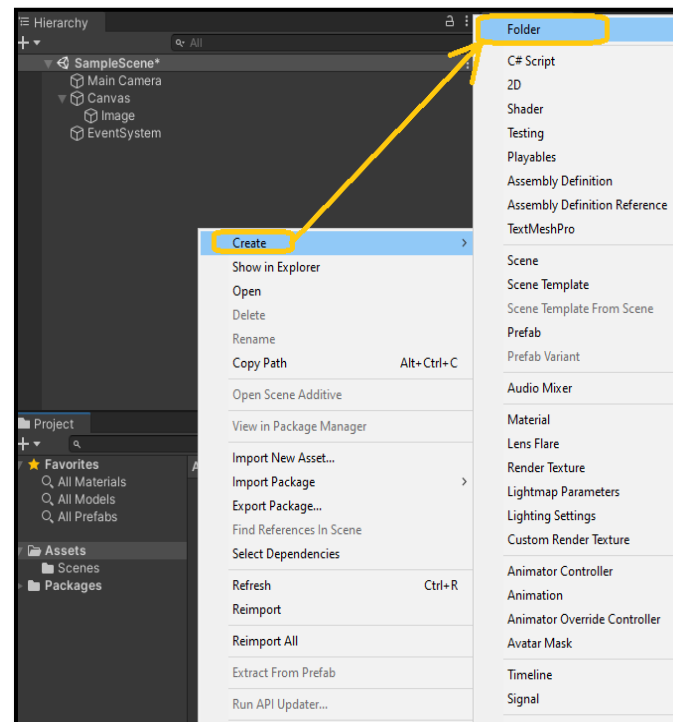 Hierarchy
All
SampleScene*
Main Camera
Canvas
Image
EventSystem
Project
Favorites
All Materials
All Models
All Prefabs
Assets
Scenes
Packages
A
Create
Show in Explorer
Open
Delete
Rename
Copy Path Alt+Ctrl+C
Open Scene Additive
View in Package Manager
Import New Asset...
Import Package
Export Package...
Find References In Scene
Select Dependencies
Refresh Ctrl+R
Reimport
Reimport All
Extract From Prefab
Run API Updater...
Folder
C# Script
2D
Shader
Testing
Playables
Assembly Definition
Assembly Definition Reference
TextMeshPro
Scene
Scene Template
Scene Template From Scene
Prefab
Prefab Variant
Audio Mixer
Material
Lens Flare
Render Texture
Lightmap Parameters
Lighting Settings
Custom Render Texture
Animator Controller
Animation
Animator Override Controller
Avatar Mask
Timeline
Signal